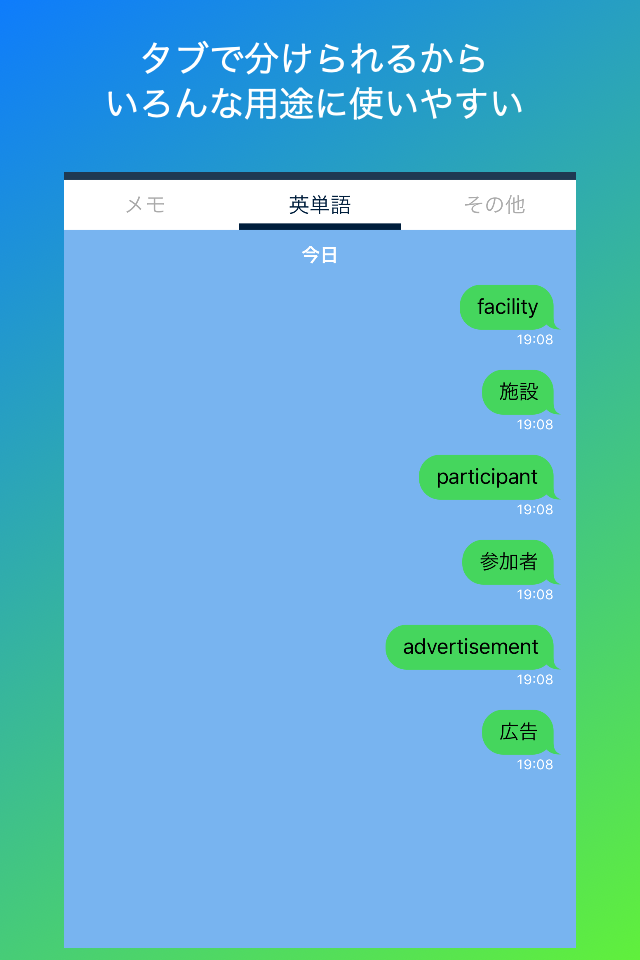 タブで分けられるから
いろんな用途に使いやすい
メモ 英単語 その他
今日
facility
19:08
施設
19:08
participant
19:08
参加者
19:08
advertisement
19:08
広告
19:08